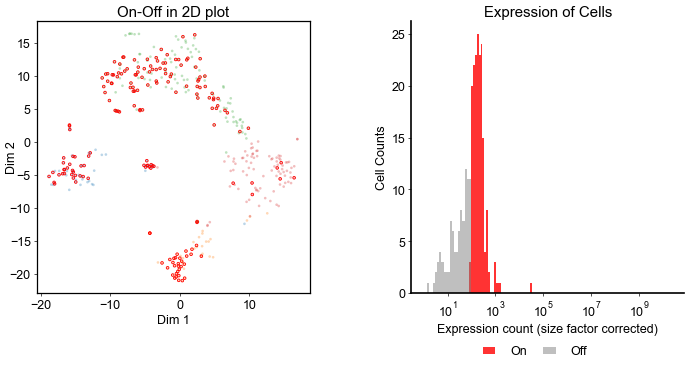 On-Off in 2D plot
Dim 2
15
10
5
0
−5
−10
−15
−20
−20
−10
0
10
Dim 1
Expression of Cells
Cell Counts
25
20
15
10
5
0
10^1
10^3
10^5
10^7
10^9
Expression count (size factor corrected)
On
Off